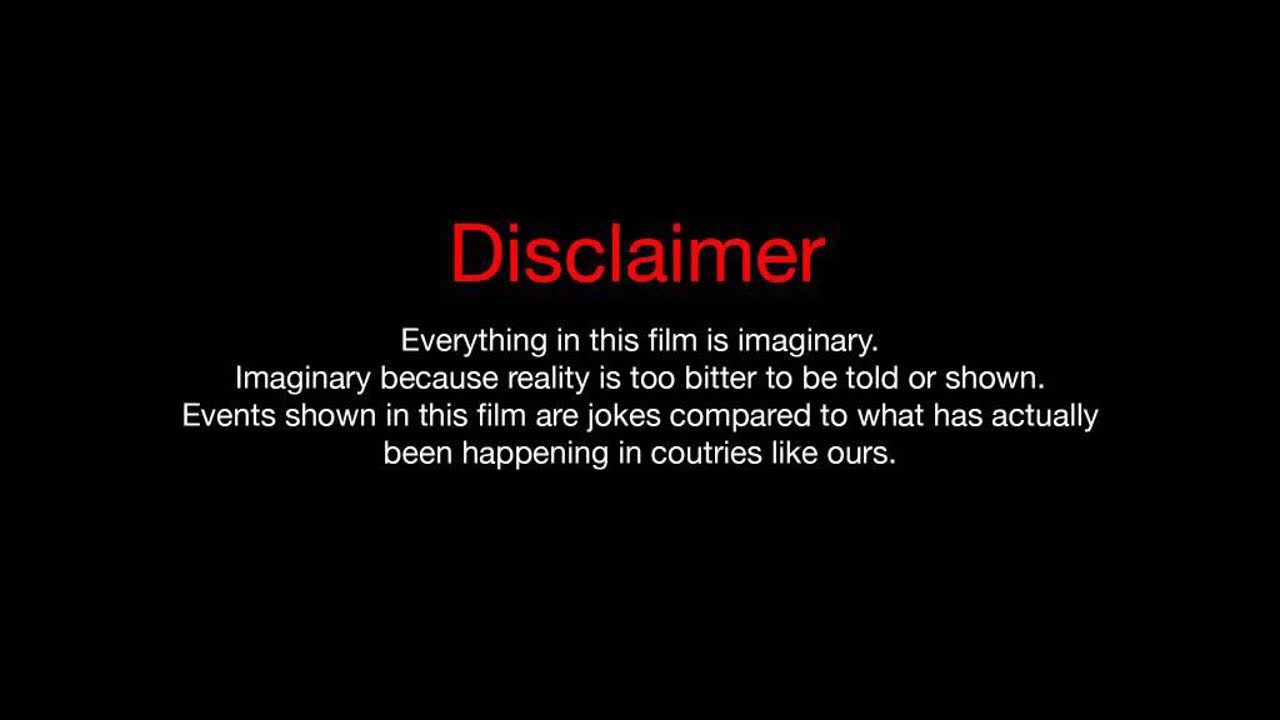 Disclaimer
Everything in this film is imaginary.
Imaginary because reality is too bitter to be told or shown.
Events shown in this film are jokes compared to what has actually
been happening in coutries like ours.